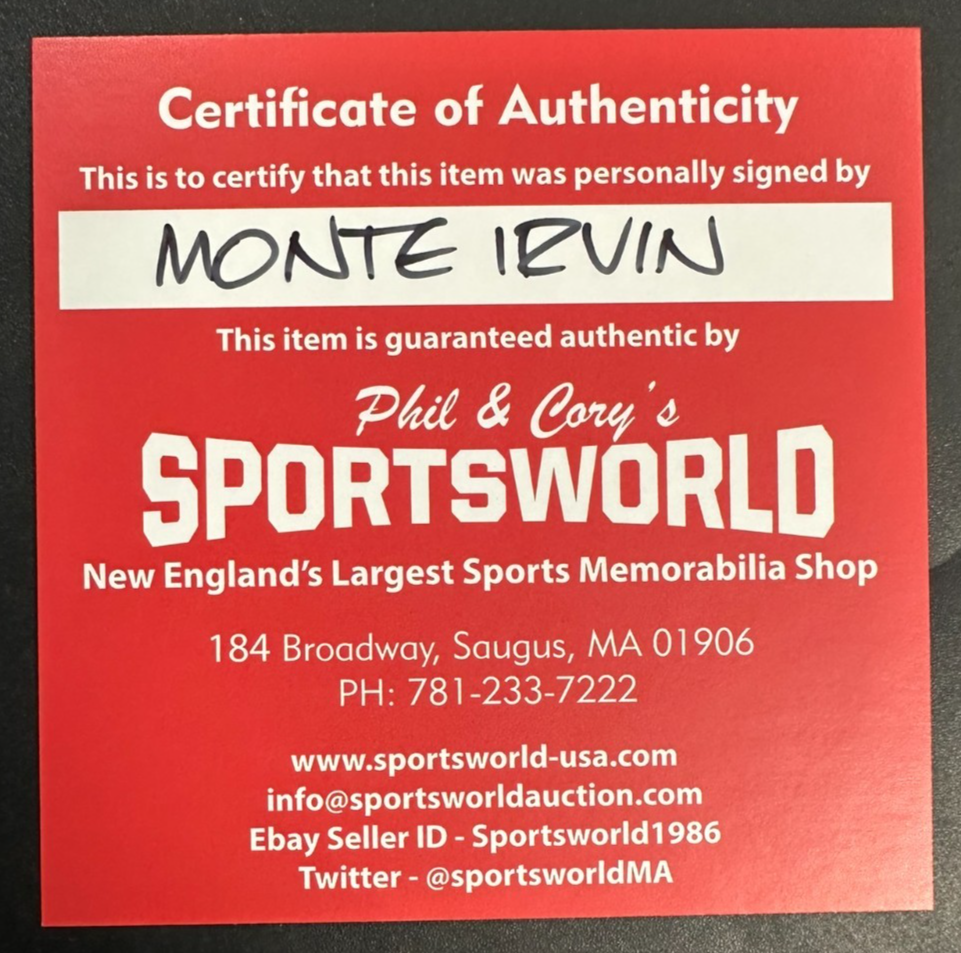 Certificate of Authenticity
This is to certify that this item was personally signed by
MONTE IRVIN
This item is guaranteed authentic by
Phil & Cory's
SPORTSWORLD
New England's Largest Sports Memorabilia Shop
184 Broadway, Saugus, MA 01906
PH: 781-233-7222
www.sportsworld-usa.com
info@sportsworldauction.com
Ebay Seller ID - Sportsworld1986
Twitter - @sportsworldMA